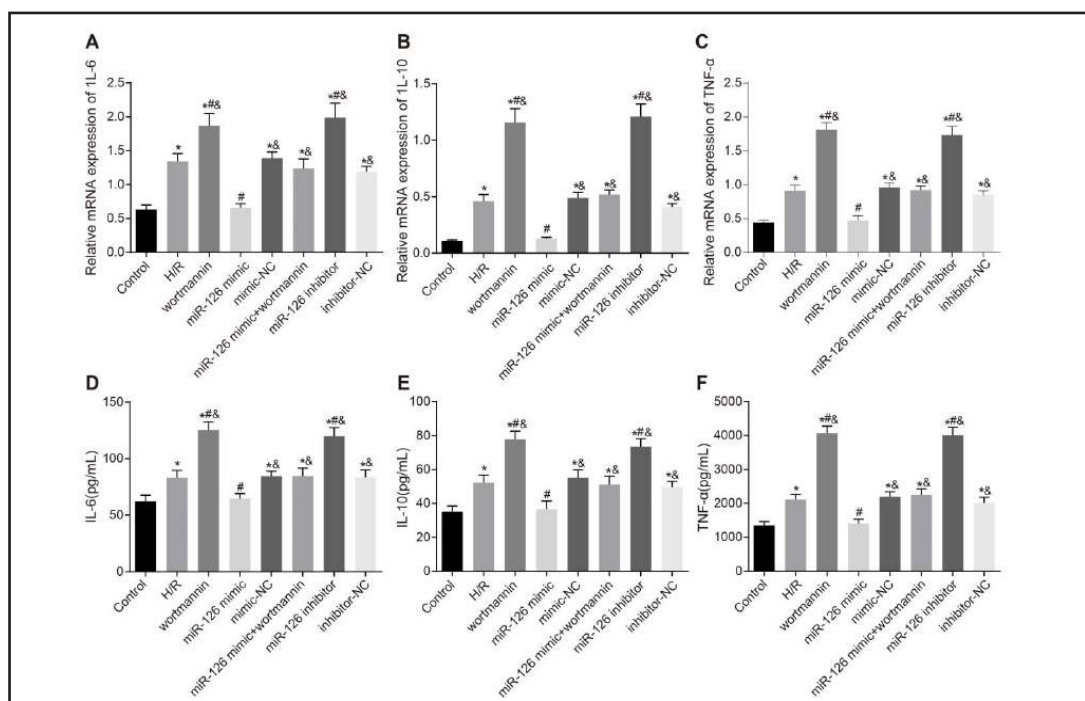 A
Relative mRNA expression of 1L-6
2.5
2.0
1.5
1.0
0.5
0.0
*
*#&
#
*&
*&
*#&
*&
Control
H/R
wortmannin
miR-126 mimic
mimic-NC
miR-126 mimic+wortmannin
miR-126 inhibitor
inhibitor-NC
B
Relative mRNA expression of 1L-10
1.5
1.0
0.5
0.0
*
*#&
#
*&
*&
*#&
*&
Control
H/R
wortmannin
miR-126 mimic
mimic-NC
miR-126 mimic+wortmannin
miR-126 inhibitor
inhibitor-NC
C
Relative mRNA expression of TNF-α
2.5
2.0
1.5
1.0
0.5
0.0
*
*#&
#
*&
*&
*#&
*&
Control
H/R
wortmannin
miR-126 mimic
mimic-NC
miR-126 mimic+wortmannin
miR-126 inhibitor
inhibitor-NC
D
IL-6(pg/mL)
150
100
50
0
*
*#&
#
*&
*&
*#&
*&
Control
H/R
wortmannin
miR-126 mimic
mimic-NC
miR-126 mimic+wortmannin
miR-126 inhibitor
inhibitor-NC
E
IL-10(pg/mL)
100
80
60
40
20
0
*
*#&
#
*&
*&
*#&
*&
Control
H/R
wortmannin
miR-126 mimic
mimic-NC
miR-126 mimic+wortmannin
miR-126 inhibitor
inhibitor-NC
F
TNF-α(pg/mL)
5000
4000
3000
2000
1000
0
*
*#&
#
*&
*&
*#&
*&
Control
H/R
wortmannin
miR-126 mimic
mimic-NC
miR-126 mimic+wortmannin
miR-126 inhibitor
inhibitor-NC